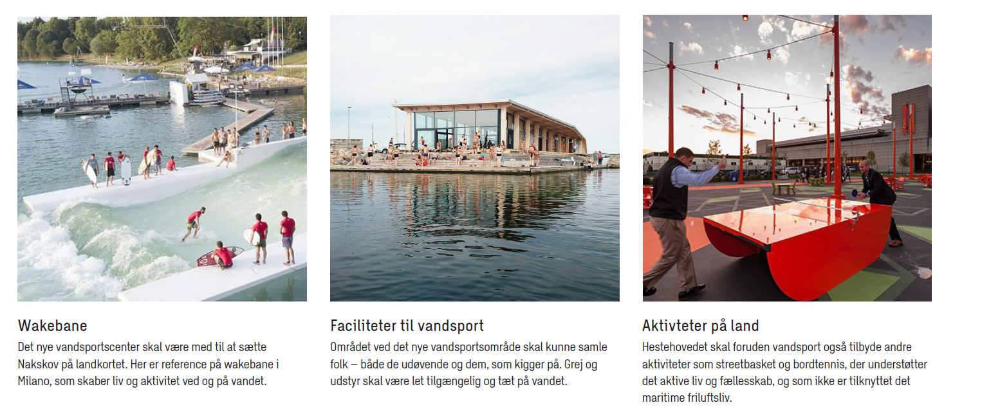 Wakebane
Det nye vandsportscenter skal være med til at sætte
Nakskov på landkortet. Her er reference på wakebane i
Milano, som skaber liv og aktivitet ved og på vandet.
Faciliteter til vandsport
Området ved det nye vandsportsområde skal kunne samle
folk – både de udøvende og dem, som kigger på. Grej og
udstyr skal være let tilgængelig og tæt på vandet.
Aktivteter på land
Hestehovedet skal foruden vandsport også tilbyde andre
aktiviteter som streetbasket og bordtennis, der understøtter
det aktive liv og fællesskab, og som ikke er tilknyttet det
maritime friluftsliv.